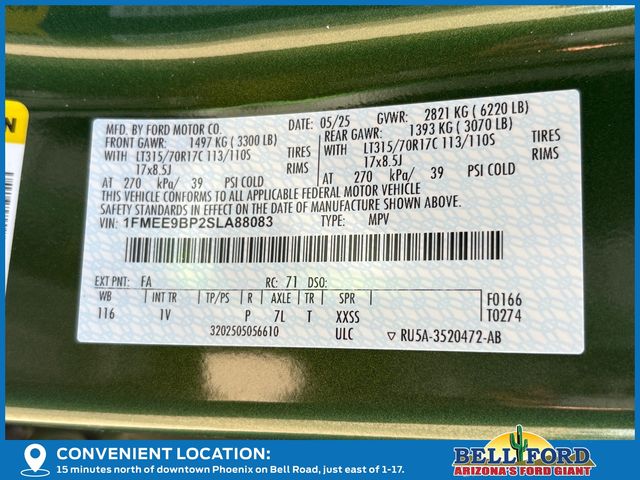 MFD. BY FORD MOTOR CO.
DATE: 05/25
GVWR: 2821 KG ( 6220 LB)
FRONT GAWR: 1497 KG ( 3300 LB)
REAR GAWR: 1393 KG ( 3070 LB)
WITH LT315/70R17C 113/110S TIRES
WITH LT315/70R17C 113/110S TIRES
17x8.5J RIMS
17x8.5J RIMS
AT 270 kPa/ 39 PSI COLD
AT 270 kPa/ 39 PSI COLD
THIS VEHICLE CONFORMS TO ALL APPLICABLE FEDERAL MOTOR VEHICLE
SAFETY STANDARDS IN EFFECT ON THE DATE OF MANUFACTURE SHOWN ABOVE.
VIN: 1FMEE9BP2SLA88083
TYPE: MPV
EXT PNT: FA RC: 71 DSO:
WB INT TR TP/PS R AXLE TR SPR F0166
116 1V P 7L T XXSS T0274
3202505056610 ULC ▽ RU5A-3520472-AB
N
CONVENIENT LOCATION:
15 minutes north of downtown Phoenix on Bell Road, just east of 1-17.
BELL FORD
ARIZONA'S FORD GIANT